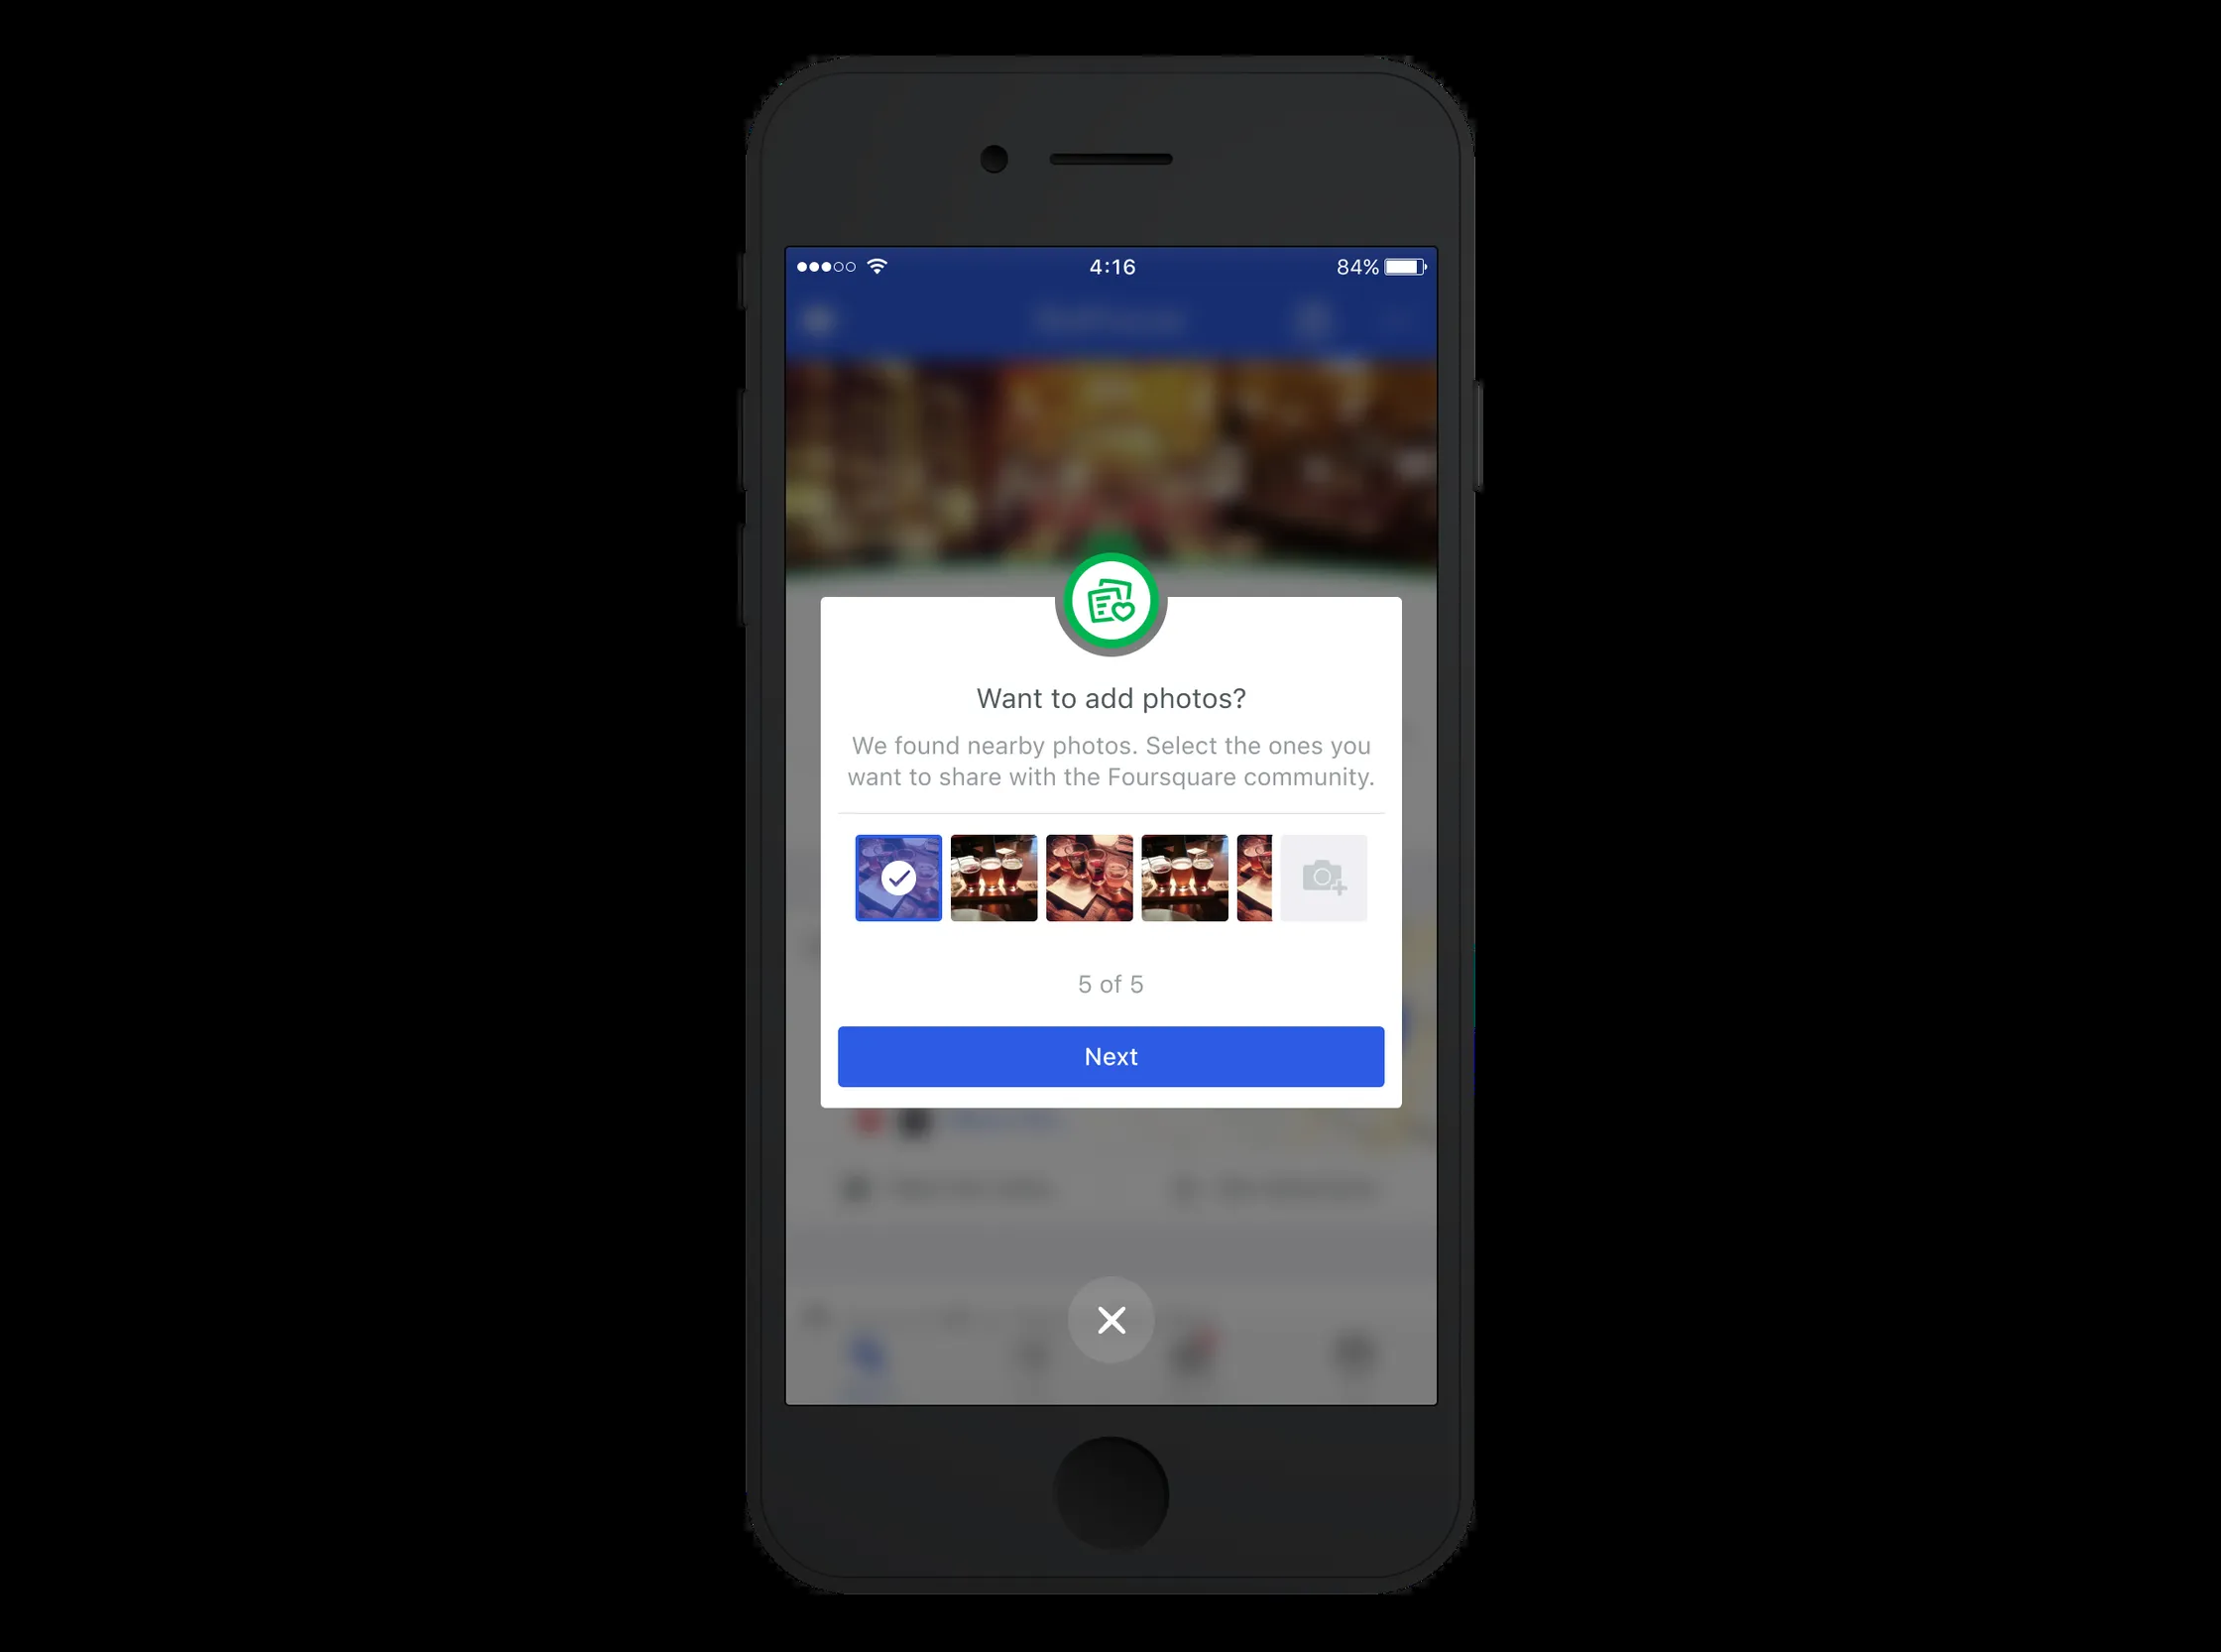 4:16
84%
Want to add photos?
We found nearby photos. Select the ones you
want to share with the Foursquare community.
5 of 5
Next